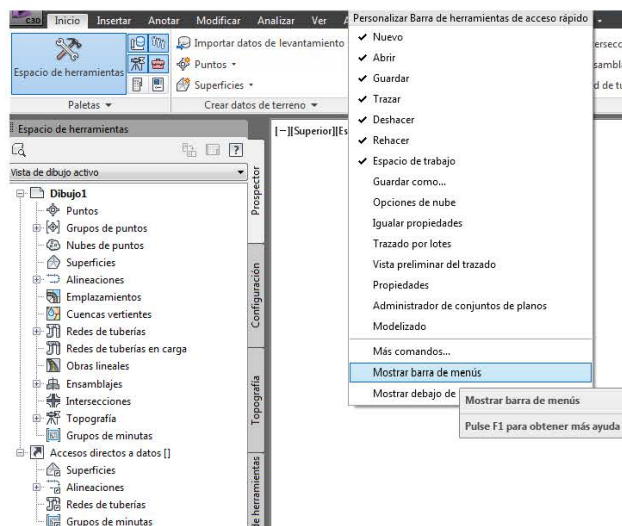 C3D
Inicio Insertar Anotar Modificar Analizar Ver
Importar datos de levantamiento
Puntos
Superficies
Espacio de herramientas
Paletas
Crear datos de terreno
Personalizar Barra de herramientas de acceso rápido
Nuevo
Abrir
Guardar
Trazar
Deshacer
Rehacer
Espacio de trabajo
Guardar como...
Opciones de nube
Igualar propiedades
Trazado por lotes
Vista preliminar del trazado
Propiedades
Administrador de conjuntos de planos
Modelizado
Más comandos...
Mostrar barra de menús
Mostrar debajo de
Mostrar barra de menús
Pulse F1 para obtener más ayuda
[−][Superior][Es
Espacio de herramientas
Vista de dibujo activo
Dibujo1
Puntos
Grupos de puntos
Nubes de puntos
Superficies
Alineaciones
Emplazamientos
Cuencas vertientes
Redes de tuberías
Redes de tuberías en carga
Obras lineales
Ensamblajes
Intersecciones
Topografía
Grupos de minutas
Accesos directos a datos []
Superficies
Alineaciones
Redes de tuberías
Grupos de minutas
Prospector
Configuración
Topografía
de herramientas